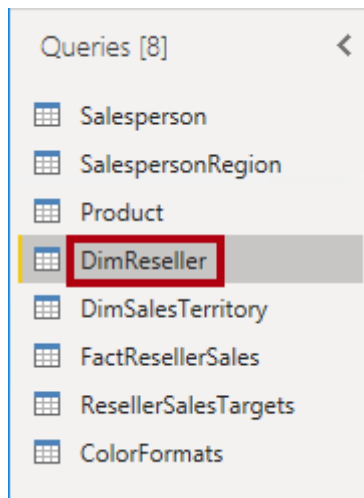 Queries [8]
Salesperson
SalespersonRegion
Product
DimReseller
DimSalesTerritory
FactResellerSales
ResellerSalesTargets
ColorFormats